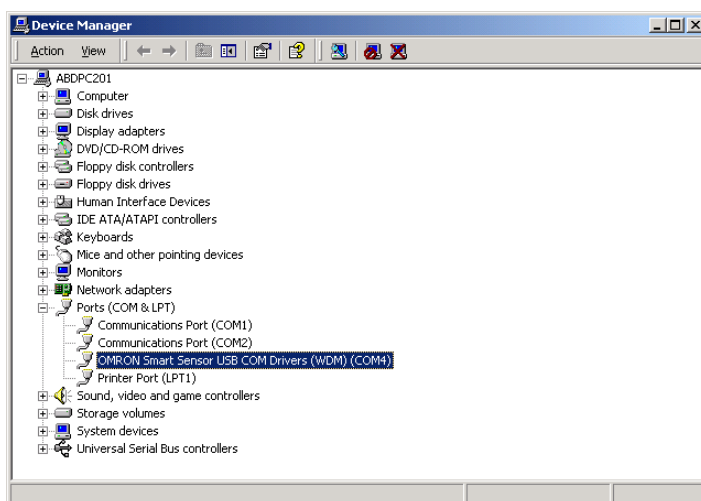 Device Manager
Action View
ABDPC201
Computer
Disk drives
Display adapters
DVD/CD-ROM drives
Floppy disk controllers
Floppy disk drives
Human Interface Devices
IDE ATA/ATAPI controllers
Keyboards
Mice and other pointing devices
Monitors
Network adapters
Ports (COM & LPT)
Communications Port (COM1)
Communications Port (COM2)
OMRON Smart Sensor USB COM Drivers (WDM) (COM4)
Printer Port (LPT1)
Sound, video and game controllers
Storage volumes
System devices
Universal Serial Bus controllers